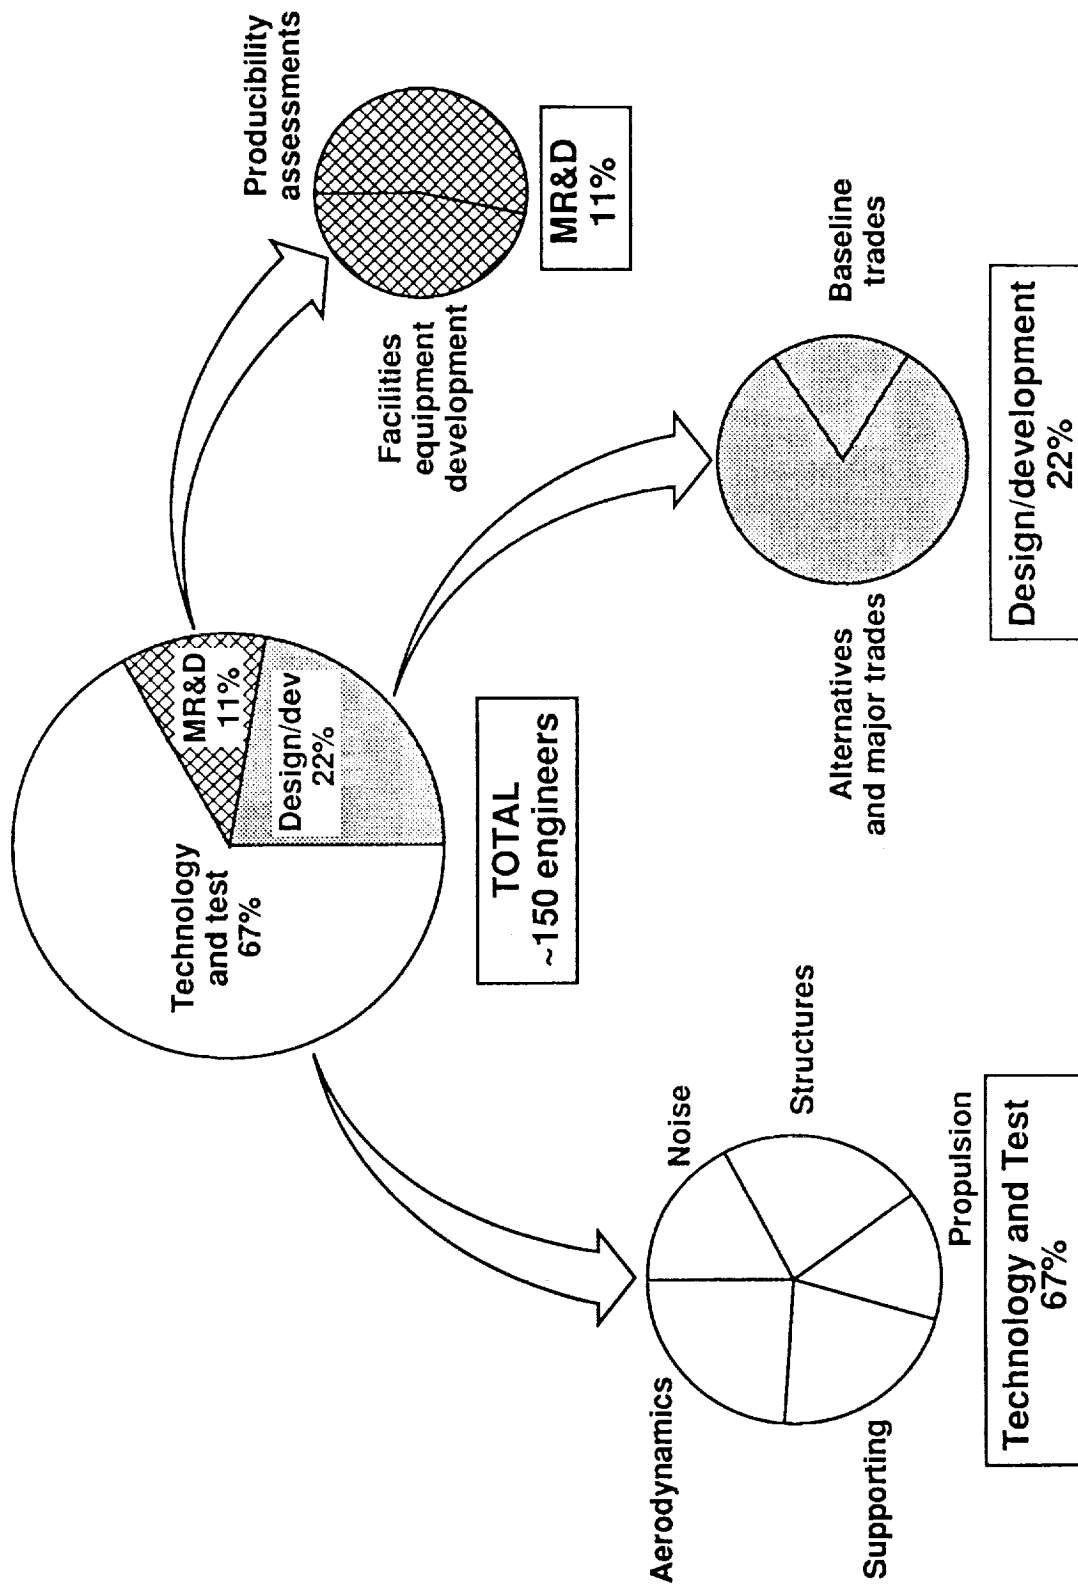 Technology
and test
67%
MR&D
11%
Design/dev
22%
TOTAL
~150 engineers
Producibility
assessments
Facilities
equipment
development
MR&D
11%
Baseline
trades
Alternatives
and major trades
Design/development
22%
Noise
Structures
Propulsion
Supporting
Aerodynamics
Technology and Test
67%